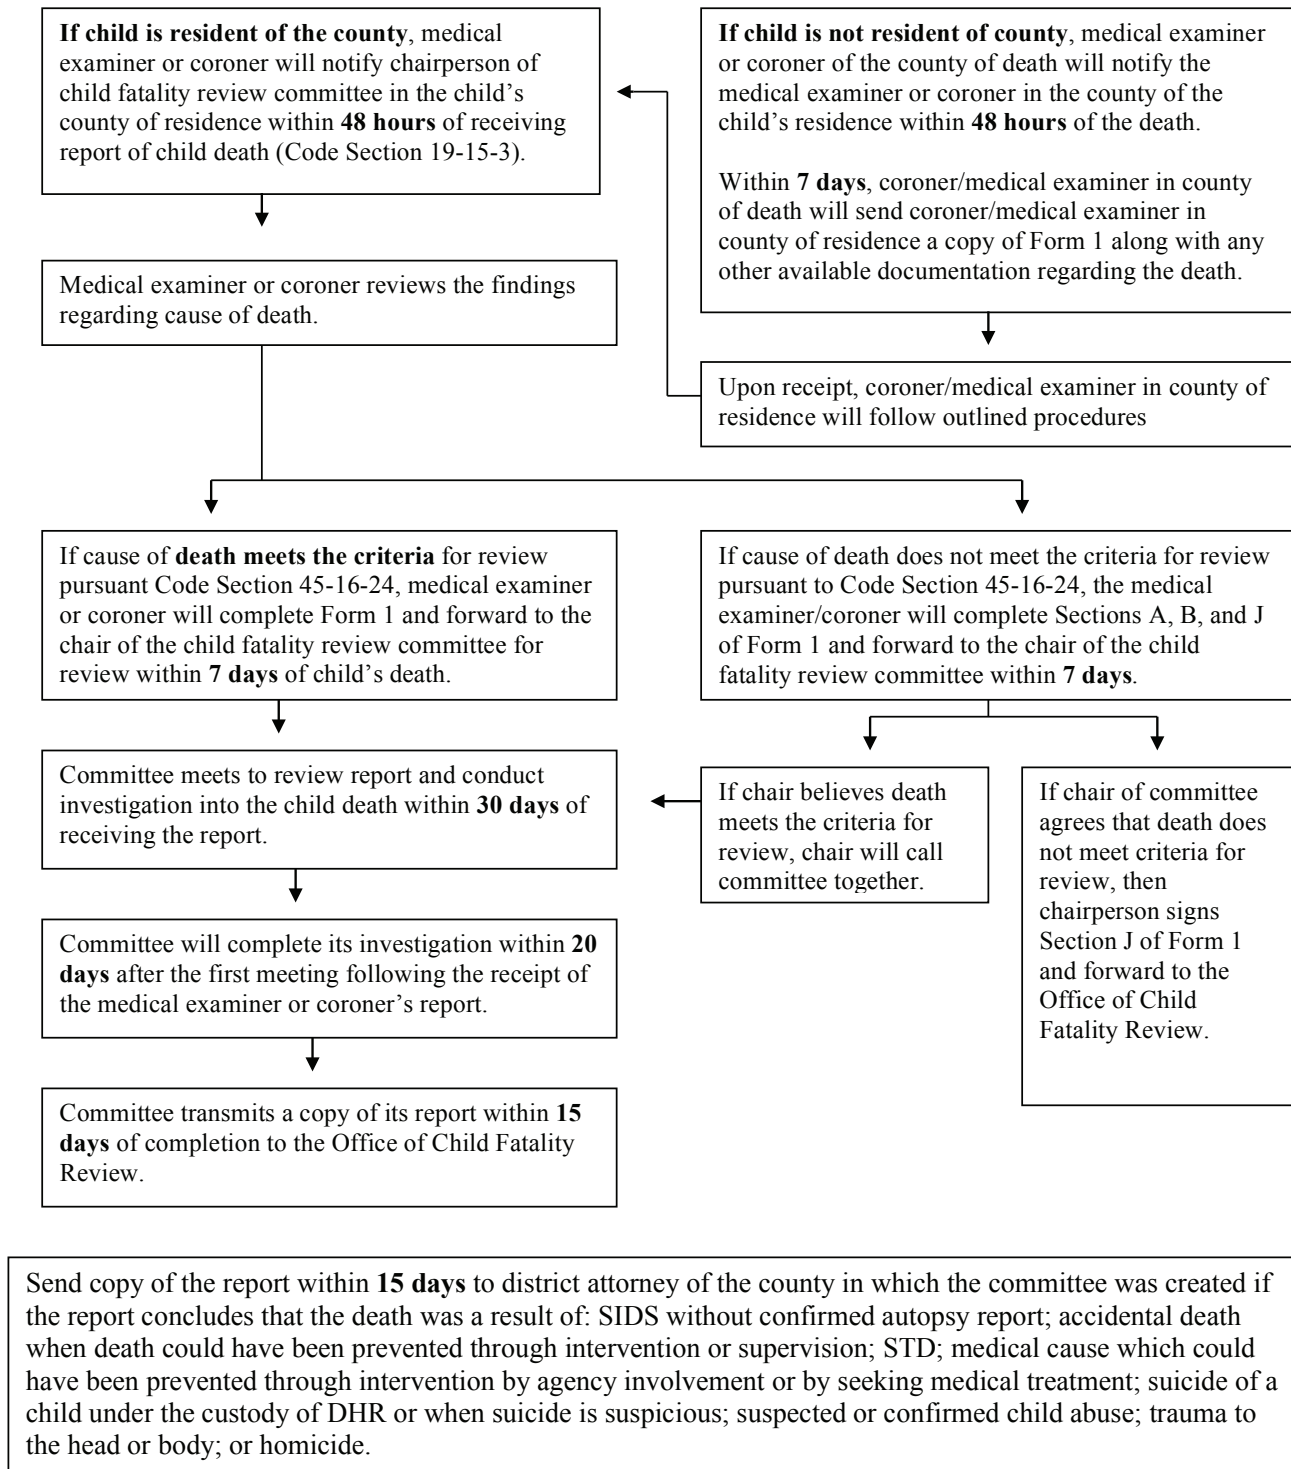 If child is resident of the county, medical
examiner or coroner will notify chairperson of
child fatality review committee in the child's
county of residence within 48 hours of receiving
report of child death (Code Section 19-15-3).
If child is not resident of county, medical examiner
or coroner of the county of death will notify the
medical examiner or coroner in the county of the
child's residence within 48 hours of the death.
Within 7 days, coroner/medical examiner in county
of death will send coroner/medical examiner in
county of residence a copy of Form 1 along with any
other available documentation regarding the death.
Medical examiner or coroner reviews the findings
regarding cause of death.
Upon receipt, coroner/medical examiner in county of
residence will follow outlined procedures
If cause of death meets the criteria for review
pursuant Code Section 45-16-24, medical examiner
or coroner will complete Form 1 and forward to the
chair of the child fatality review committee for
review within 7 days of child's death.
If cause of death does not meet the criteria for review
pursuant to Code Section 45-16-24, the medical
examiner/coroner will complete Sections A, B, and J
of Form 1 and forward to the chair of the child
fatality review committee within 7 days.
Committee meets to review report and conduct
investigation into the child death within 30 days of
receiving the report.
If chair believes death
meets the criteria for
review, chair will call
committee together.
If chair of committee
agrees that death does
not meet criteria for
review, then
chairperson signs
Section J of Form 1
and forward to the
Office of Child
Fatality Review.
Committee will complete its investigation within 20
days after the first meeting following the receipt of
the medical examiner or coroner's report.
Committee transmits a copy of its report within 15
days of completion to the Office of Child Fatality
Review.
Send copy of the report within 15 days to district attorney of the county in which the committee was created if
the report concludes that the death was a result of: SIDS without confirmed autopsy report; accidental death
when death could have been prevented through intervention or supervision; STD; medical cause which could
have been prevented through intervention by agency involvement or by seeking medical treatment; suicide of a
child under the custody of DHR or when suicide is suspicious; suspected or confirmed child abuse; trauma to
the head or body; or homicide.